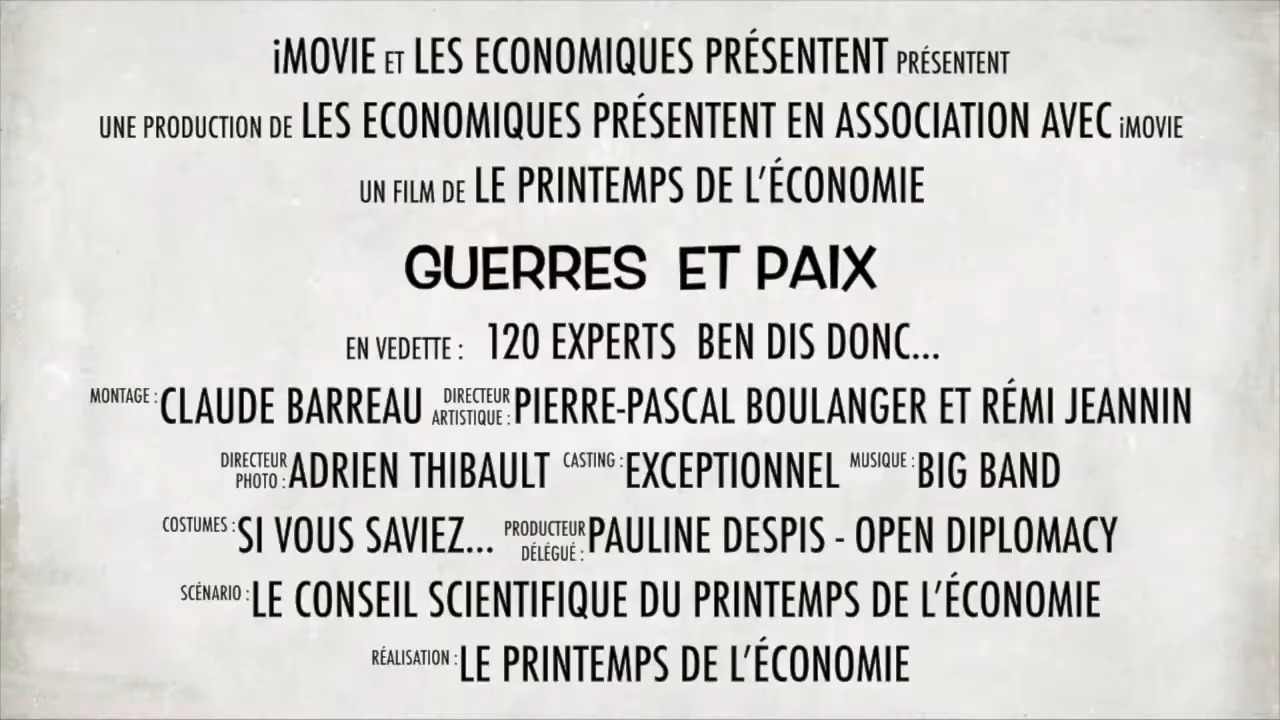 iMOVIE ET LES ECONOMIQUES PRÉSENTENT PRÉSENTENT
UNE PRODUCTION DE LES ECONOMIQUES PRÉSENTENT EN ASSOCIATION AVEC iMOVIE
UN FILM DE LE PRINTEMPS DE L'ÉCONOMIE
GUERRES ET PAIX
EN VEDETTE : 120 EXPERTS BEN DIS DONC...
MONTAGE : CLAUDE BARREAU DIRECTEUR ARTISTIQUE : PIERRE-PASCAL BOULANGER ET RÉMI JEANNIN
DIRECTEUR PHOTO : ADRIEN THIBAULT CASTING : EXCEPTIONNEL MUSIQUE : BIG BAND
COSTUMES : SI VOUS SAVIEZ... PRODUCTEUR DÉLÉGUÉ : PAULINE DESPIS - OPEN DIPLOMACY
SCÉNARIO : LE CONSEIL SCIENTIFIQUE DU PRINTEMPS DE L'ÉCONOMIE
RÉALISATION : LE PRINTEMPS DE L'ÉCONOMIE